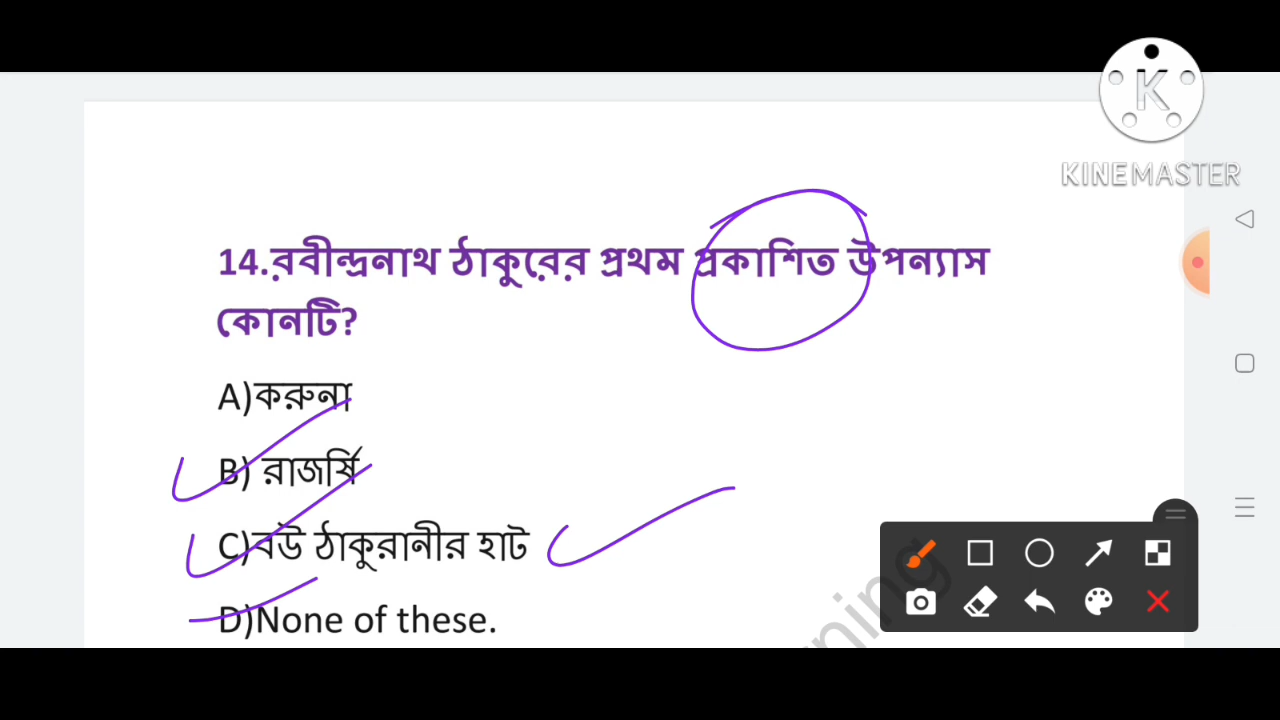 KINEMASTER
14.রবীন্দ্রনাথ ঠাকুরের প্রথম প্রকাশিত উপন্যাস
কোনটি?
A)করুনা
B) রাজর্ষি
C)বউ ঠাকুরানীর হাট
D)None of these.